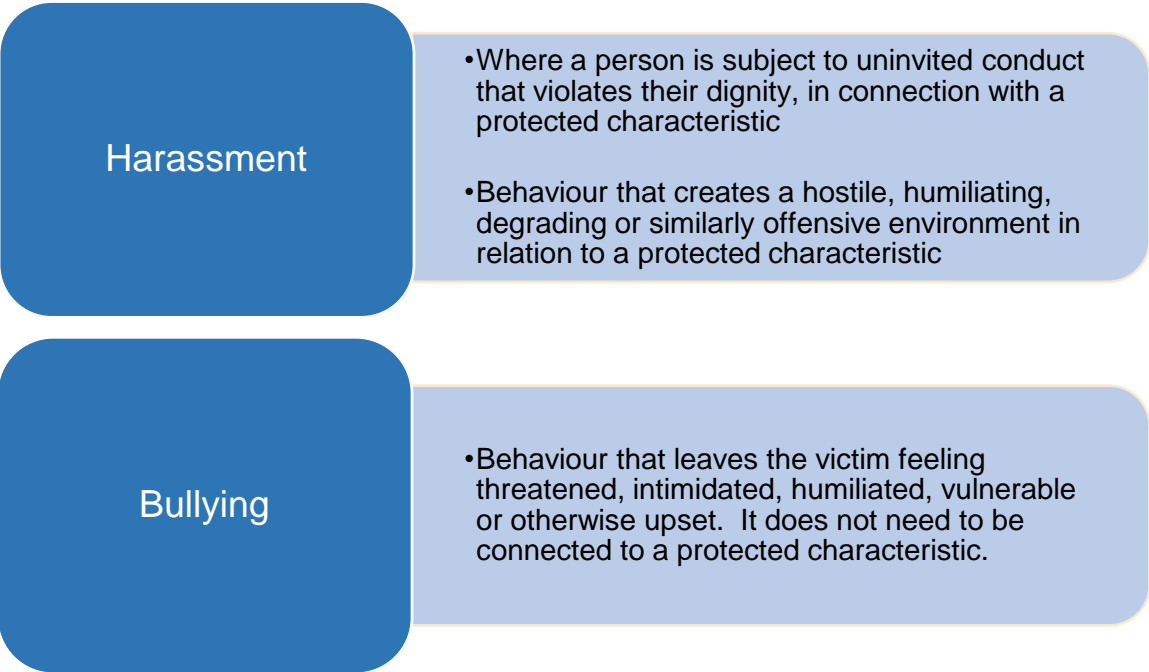 Harassment
•Where a person is subject to uninvited conduct
that violates their dignity, in connection with a
protected characteristic
•Behaviour that creates a hostile, humiliating,
degrading or similarly offensive environment in
relation to a protected characteristic
Bullying
•Behaviour that leaves the victim feeling
threatened, intimidated, humiliated, vulnerable
or otherwise upset.  It does not need to be
connected to a protected characteristic.